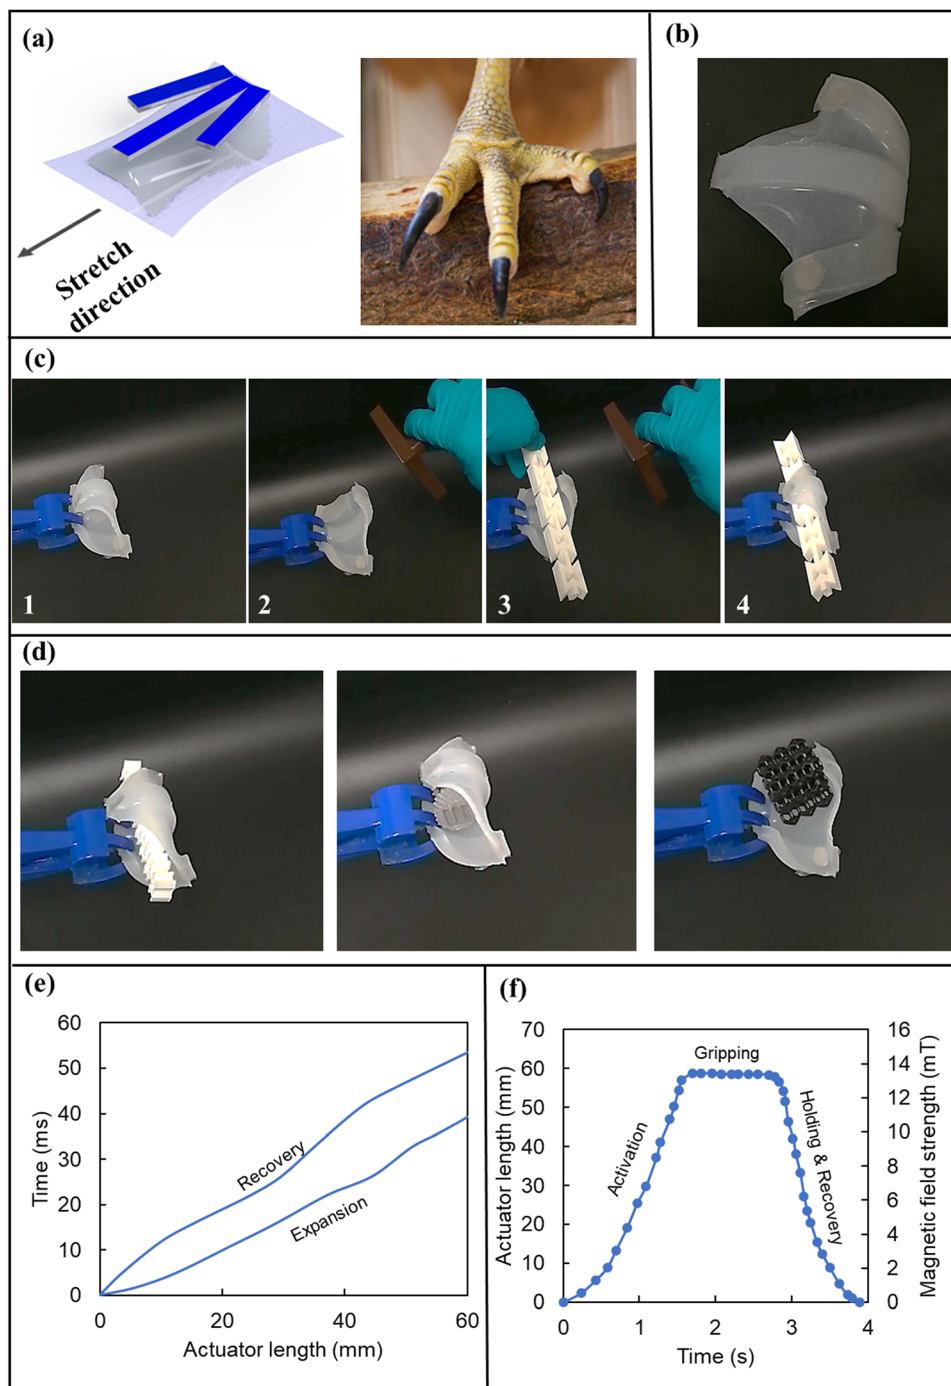 (a)
Stretch
direction
(b)
(c)
1
2
3
4
(d)
(e)
60
50
40
30
20
10
0
Time (ms)
Recovery
Expansion
0
20
40
60
Actuator length (mm)
(f)
70
60
50
40
30
20
10
0
Actuator length (mm)
Activation
Gripping
Holding & Recovery
16
14
12
10
8
6
4
2
0
Magnetic field strength (mT)
0
1
2
3
4
Time (s)